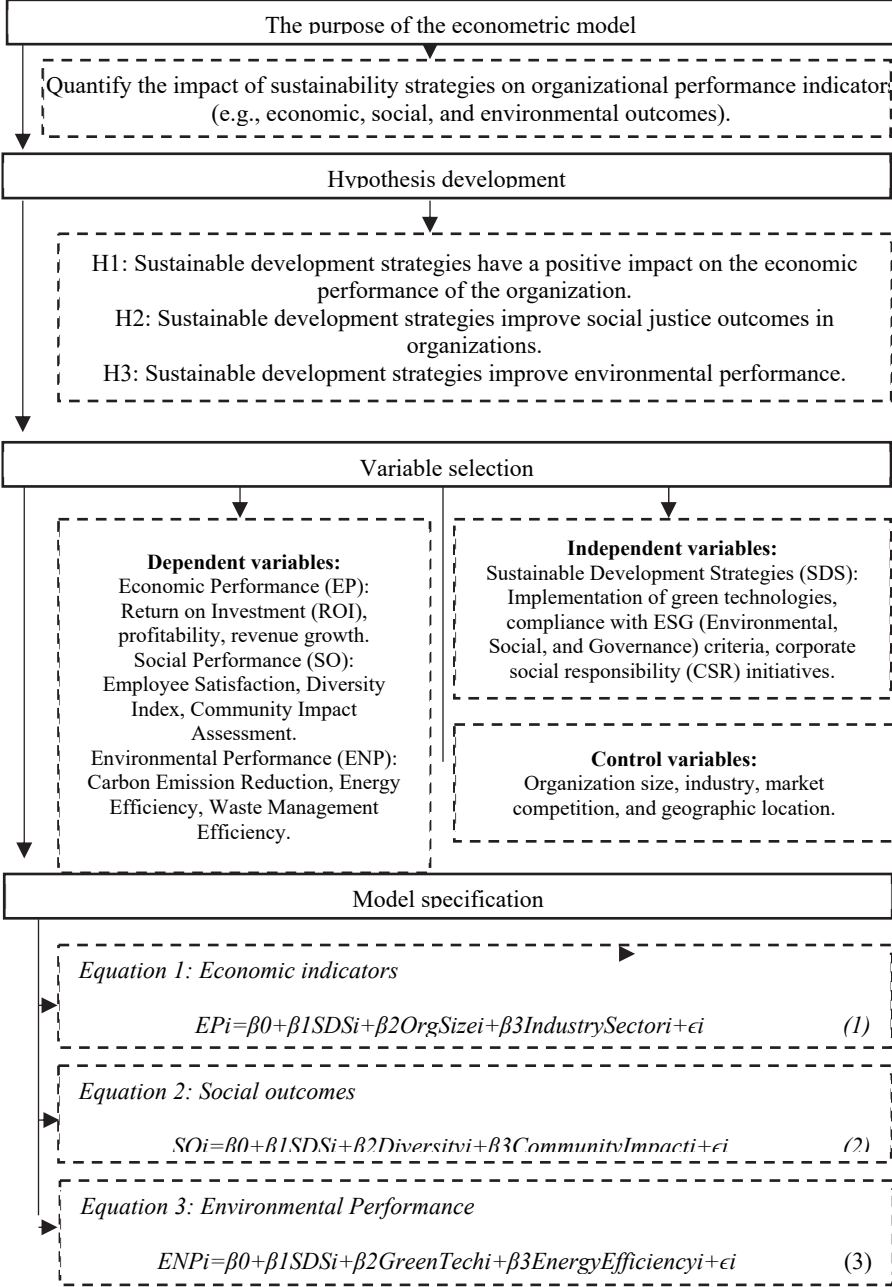 The purpose of the econometric model
Quantify the impact of sustainability strategies on organizational performance indicator
(e.g., economic, social, and environmental outcomes).
Hypothesis development
H1: Sustainable development strategies have a positive impact on the economic
performance of the organization.
H2: Sustainable development strategies improve social justice outcomes in
organizations.
H3: Sustainable development strategies improve environmental performance.
Variable selection
Dependent variables:
Economic Performance (EP):
Return on Investment (ROI),
profitability, revenue growth.
Social Performance (SO):
Employee Satisfaction, Diversity
Index, Community Impact
Assessment.
Environmental Performance (ENP):
Carbon Emission Reduction, Energy
Efficiency, Waste Management
Efficiency.
Independent variables:
Sustainable Development Strategies (SDS):
Implementation of green technologies,
compliance with ESG (Environmental,
Social, and Governance) criteria, corporate
social responsibility (CSR) initiatives.
Control variables:
Organization size, industry, market
competition, and geographic location.
Model specification
Equation 1: Economic indicators
EPi=β0+β1SDSi+β2OrgSizei+β3IndustrySectori+ϵi (1)
Equation 2: Social outcomes
SOi=β0+β1SDSi+β2Diversityi+β3CommunityImpacti+ϵi (2)
Equation 3: Environmental Performance
ENPi=β0+β1SDSi+β2GreenTechi+β3EnergyEfficiencyi+ϵi (3)